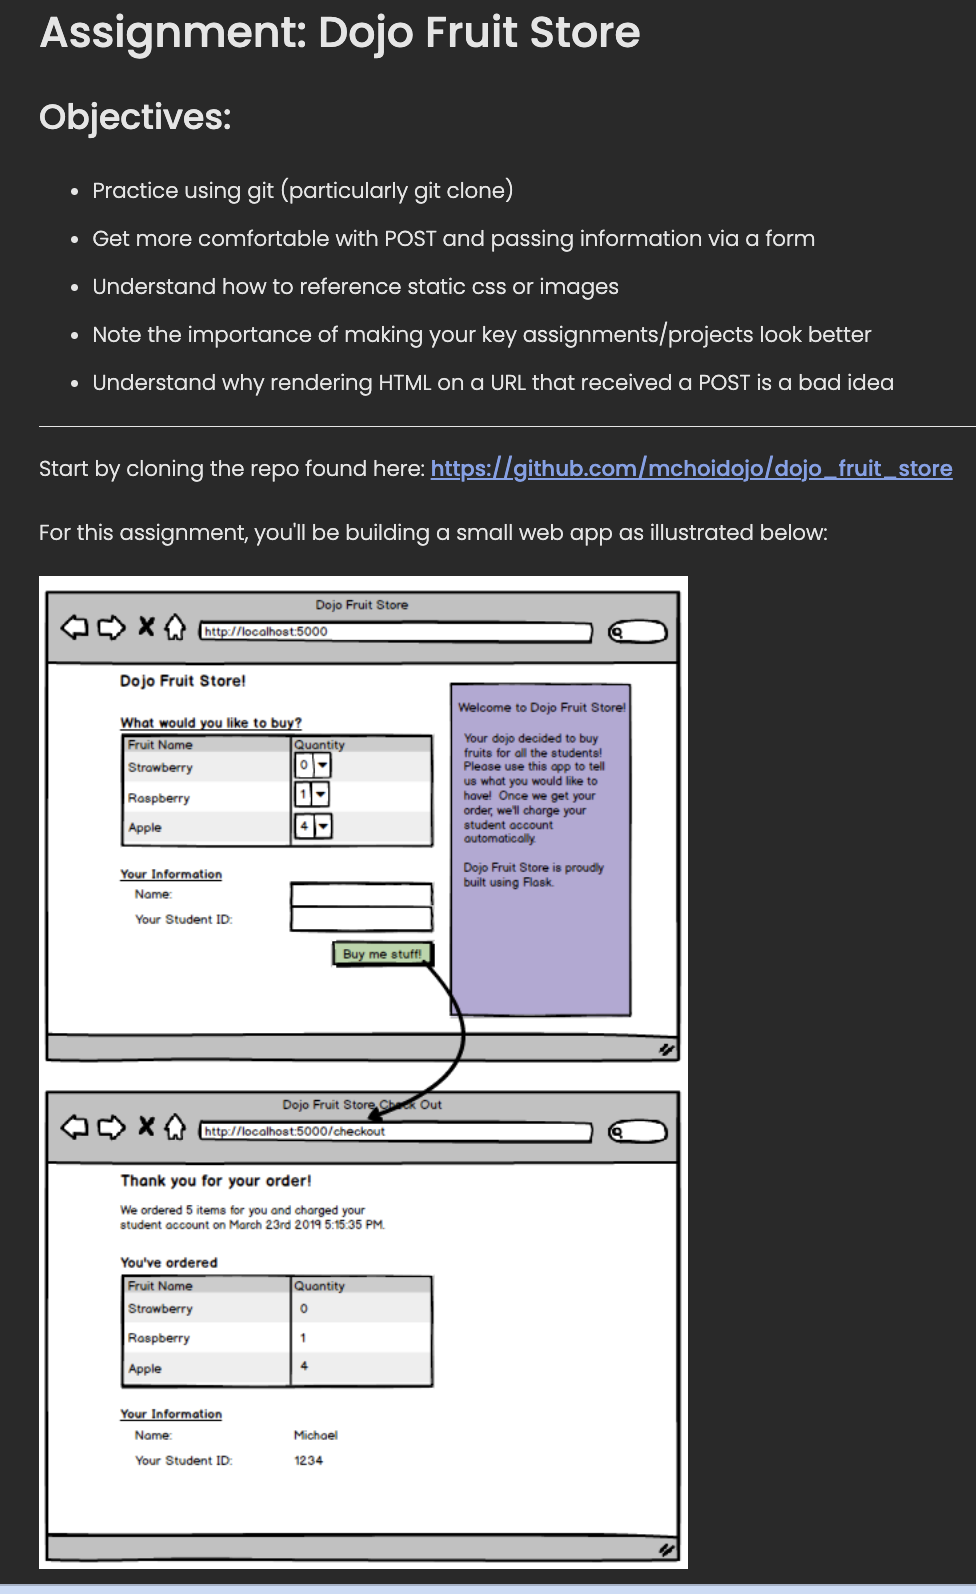 Assignment: Dojo Fruit Store
Objectives:
Practice using git (particularly git clone)
Get more comfortable with POST and passing information via a form
Understand how to reference static css or images
Note the importance of making your key assignments/projects look better
Understand why rendering HTML on a URL that received a POST is a bad idea
Start by cloning the repo found here: https://github.com/mchoidojo/dojo_fruit_store
For this assignment, you'll be building a small web app as illustrated below:
Dojo Fruit Store
http://localhost:5000
Dojo Fruit Store!
What would you like to buy?
Fruit Name Quantity
Strawberry 0
Raspberry 1
Apple 4
Your Information
Name:
Your Student ID:
Buy me stuff!
Welcome to Dojo Fruit Store!
Your dojo decided to buy
fruits for all the students!
Please use this app to tell
us what you would like to
have! Once we get your
order, we'll charge your
student account
automatically.
Dojo Fruit Store is proudly
built using Flask.
Dojo Fruit Store Check Out
http://localhost:5000/checkout
Thank you for your order!
We ordered 5 items for you and charged your
student account on March 23rd 2019 5:15:35 PM.
You've ordered
Fruit Name Quantity
Strawberry 0
Raspberry 1
Apple 4
Your Information
Name: Michael
Your Student ID: 1234